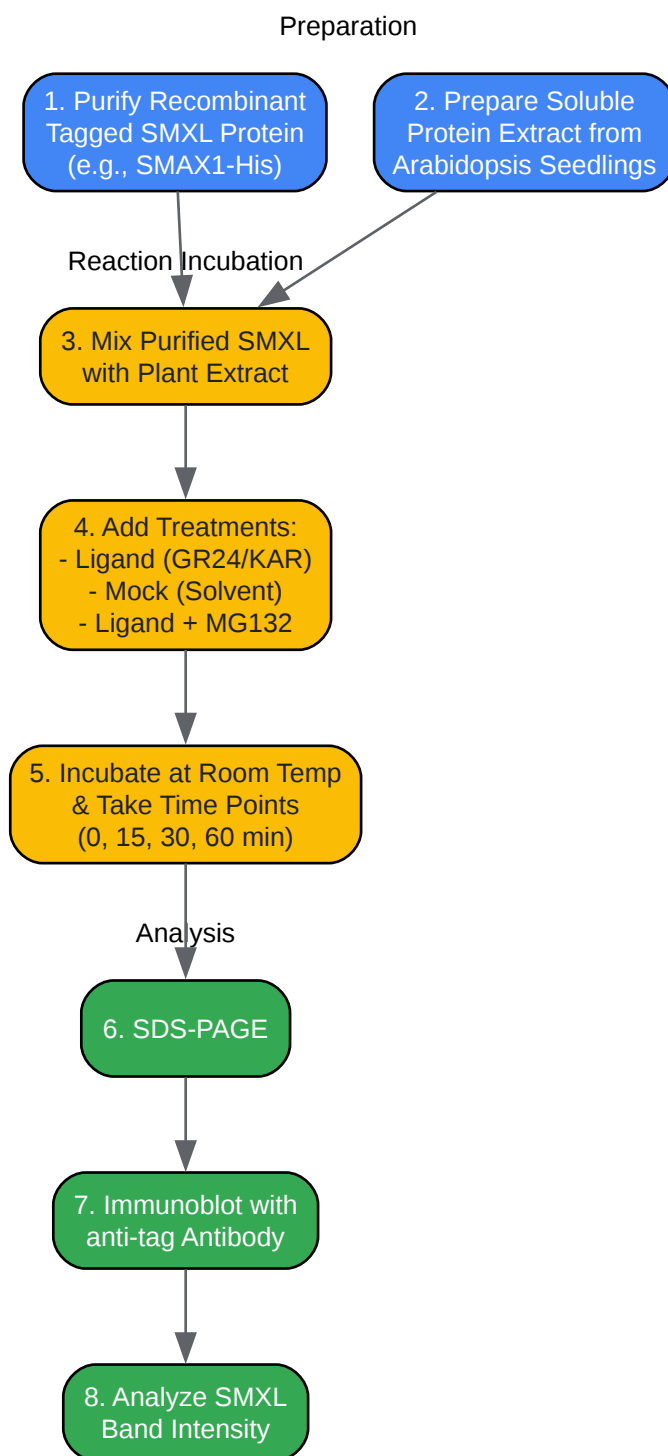 Preparation
1. Purify Recombinant
Tagged SMXL Protein
(e.g., SMAX1-His)
2. Prepare Soluble
Protein Extract from
Arabidopsis Seedlings
Reaction Incubation
3. Mix Purified SMXL
with Plant Extract
4. Add Treatments:
- Ligand (GR24/KAR)
- Mock (Solvent)
- Ligand + MG132
5. Incubate at Room Temp
& Take Time Points
(0, 15, 30, 60 min)
Analysis
6. SDS-PAGE
7. Immunoblot with
anti-tag Antibody
8. Analyze SMXL
Band Intensity